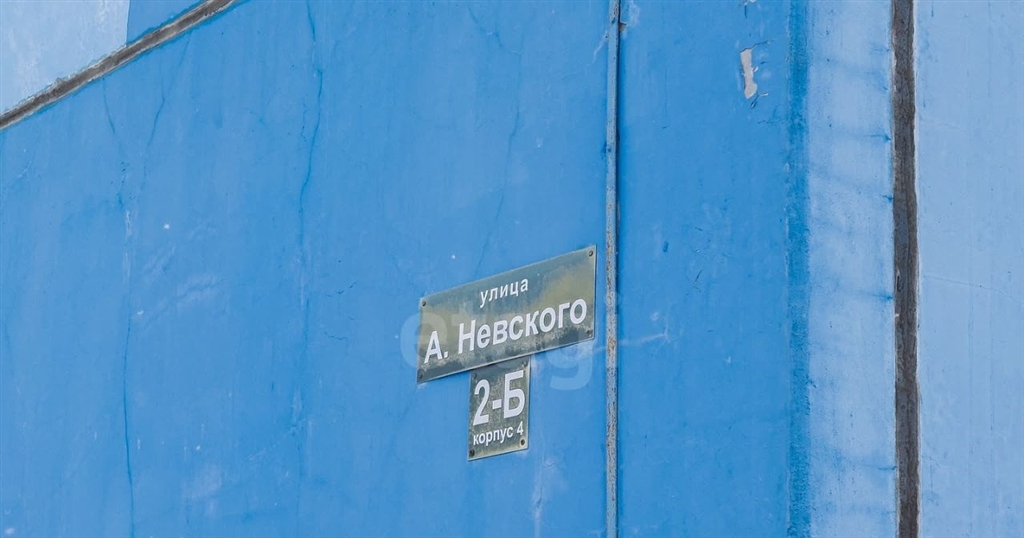 улица
А. Невского
2-Б
корпус 4